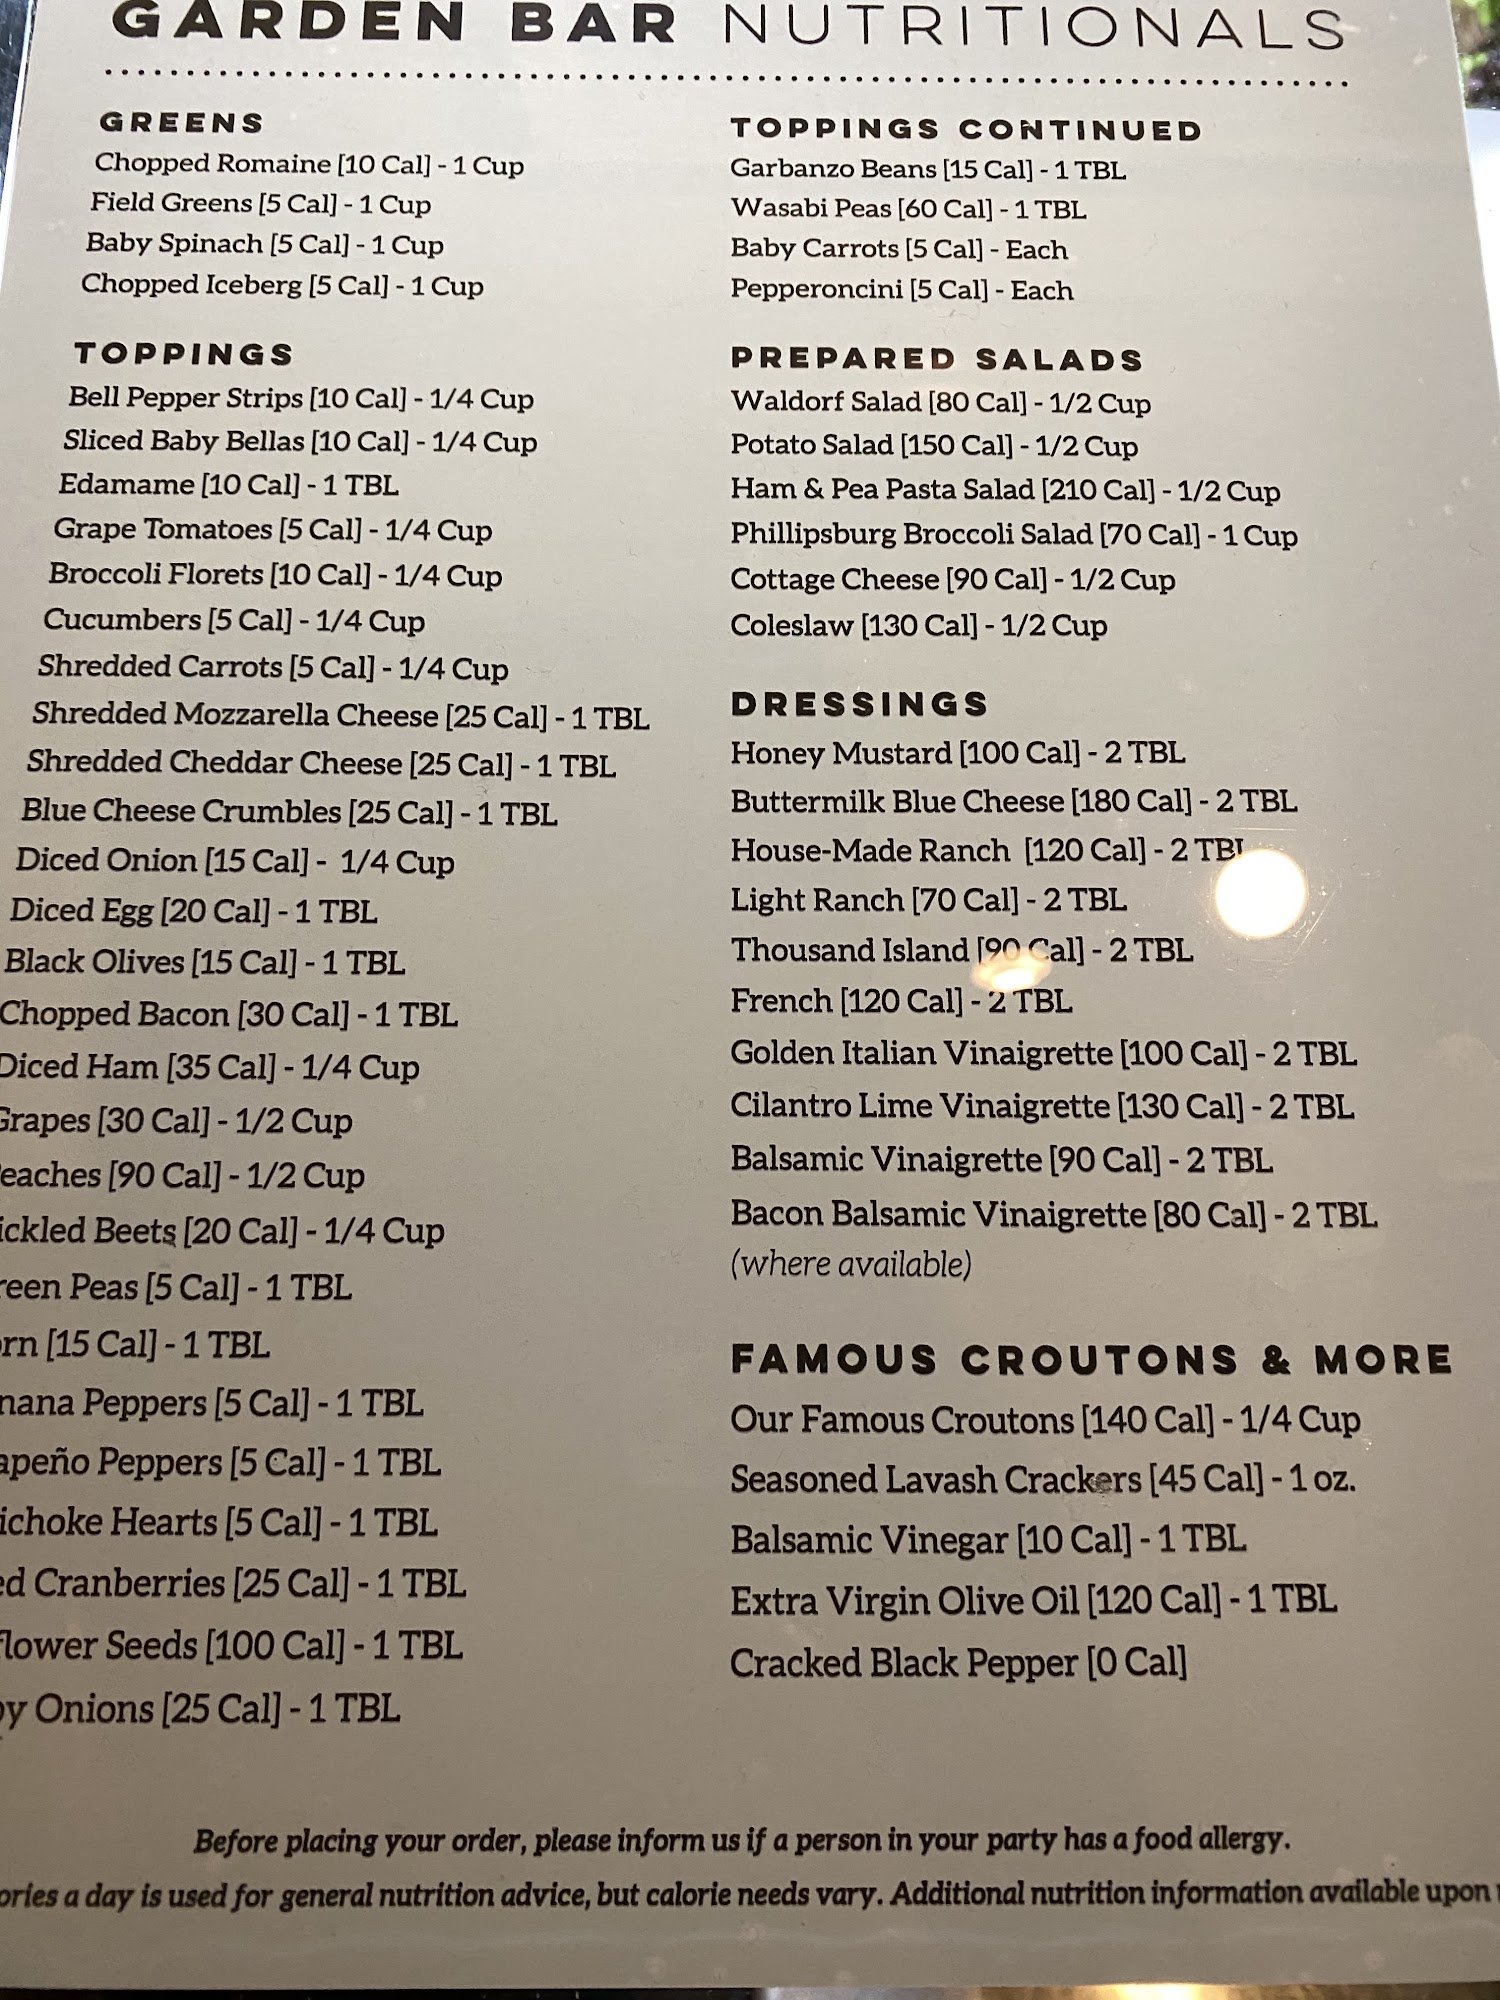 GARDEN BAR NUTRITIONALS
GREENS
Chopped Romaine [10 Cal] - 1 Cup
Field Greens [5 Cal] - 1 Cup
Baby Spinach [5 Cal] - 1 Cup
Chopped Iceberg [5 Cal] - 1 Cup
TOPPINGS
Bell Pepper Strips [10 Cal] - 1/4 Cup
Sliced Baby Bellas [10 Cal] - 1/4 Cup
Edamame [10 Cal] - 1 TBL
Grape Tomatoes [5 Cal] - 1/4 Cup
Broccoli Florets [10 Cal] - 1/4 Cup
Cucumbers [5 Cal] - 1/4 Cup
Shredded Carrots [5 Cal] - 1/4 Cup
Shredded Mozzarella Cheese [25 Cal] - 1 TBL
Shredded Cheddar Cheese [25 Cal] - 1 TBL
Blue Cheese Crumbles [25 Cal] - 1 TBL
Diced Onion [15 Cal] - 1/4 Cup
Diced Egg [20 Cal] - 1 TBL
Black Olives [15 Cal] - 1 TBL
Chopped Bacon [30 Cal] - 1 TBL
Diced Ham [35 Cal] - 1/4 Cup
Grapes [30 Cal] - 1/2 Cup
eaches [90 Cal] - 1/2 Cup
ickled Beets [20 Cal] - 1/4 Cup
reen Peas [5 Cal] - 1 TBL
orn [15 Cal] - 1 TBL
nana Peppers [5 Cal] - 1 TBL
apeño Peppers [5 Cal] - 1 TBL
ichoke Hearts [5 Cal] - 1 TBL
ed Cranberries [25 Cal] - 1 TBL
flower Seeds [100 Cal] - 1 TBL
py Onions [25 Cal] - 1 TBL
TOPPINGS CONTINUED
Garbanzo Beans [15 Cal] - 1 TBL
Wasabi Peas [60 Cal] - 1 TBL
Baby Carrots [5 Cal] - Each
Pepperoncini [5 Cal] - Each
PREPARED SALADS
Waldorf Salad [80 Cal] - 1/2 Cup
Potato Salad [150 Cal] - 1/2 Cup
Ham & Pea Pasta Salad [210 Cal] - 1/2 Cup
Phillipsburg Broccoli Salad [70 Cal] - 1 Cup
Cottage Cheese [90 Cal] - 1/2 Cup
Coleslaw [130 Cal] - 1/2 Cup
DRESSINGS
Honey Mustard [100 Cal] - 2 TBL
Buttermilk Blue Cheese [180 Cal] - 2 TBL
House-Made Ranch [120 Cal] - 2 TBL
Light Ranch [70 Cal] - 2 TBL
Thousand Island [90 Cal] - 2 TBL
French [120 Cal] - 2 TBL
Golden Italian Vinaigrette [100 Cal] - 2 TBL
Cilantro Lime Vinaigrette [130 Cal] - 2 TBL
Balsamic Vinaigrette [90 Cal] - 2 TBL
Bacon Balsamic Vinaigrette [80 Cal] - 2 TBL
(where available)
FAMOUS CROUTONS & MORE
Our Famous Croutons [140 Cal] - 1/4 Cup
Seasoned Lavash Crackers [45 Cal] - 1 oz.
Balsamic Vinegar [10 Cal] - 1 TBL
Extra Virgin Olive Oil [120 Cal] - 1 TBL
Cracked Black Pepper [0 Cal]
Before placing your order, please inform us if a person in your party has a food allergy.
ories a day is used for general nutrition advice, but calorie needs vary. Additional nutrition information available upon